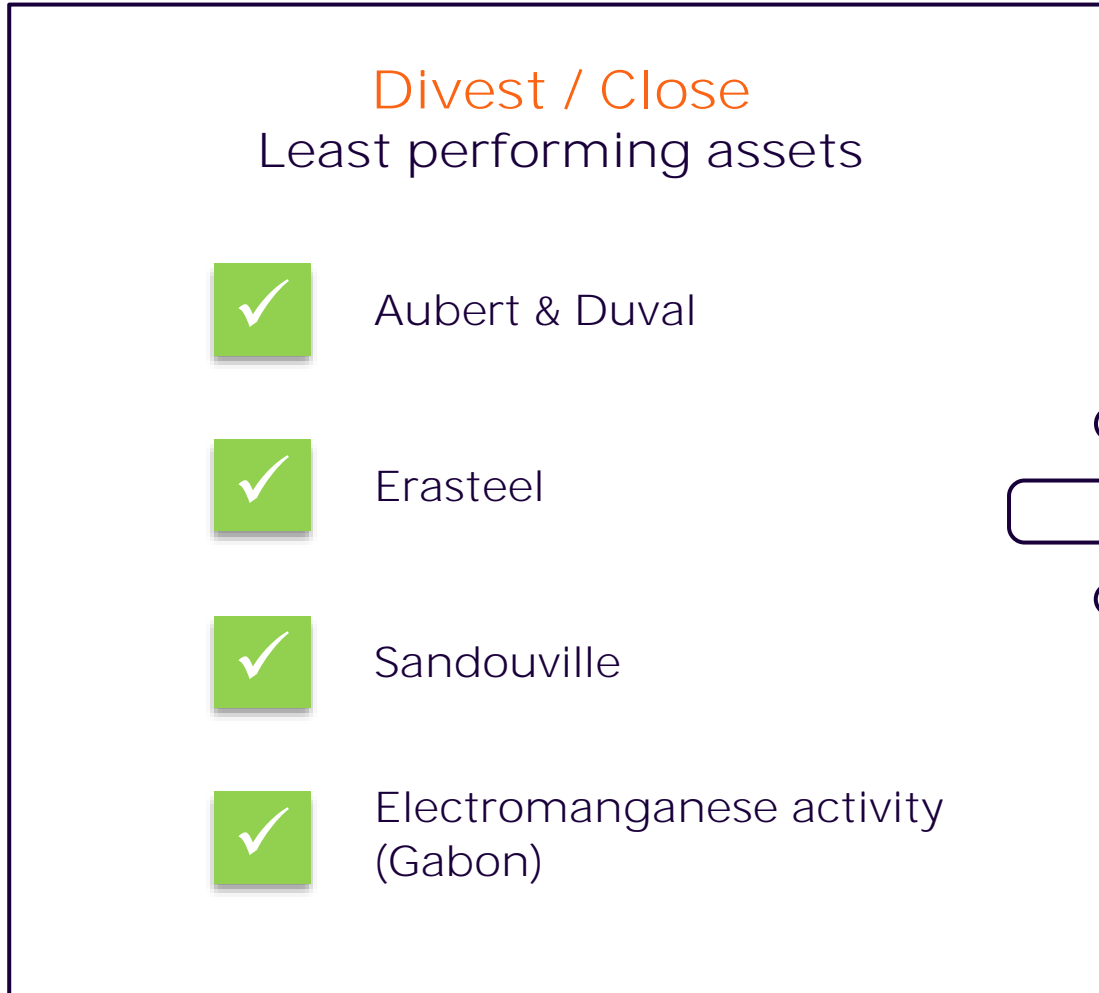 Divest / Close
Least performing assets
Aubert & Duval
Erasteel
Sandouville
Electromanganese activity
(Gabon)